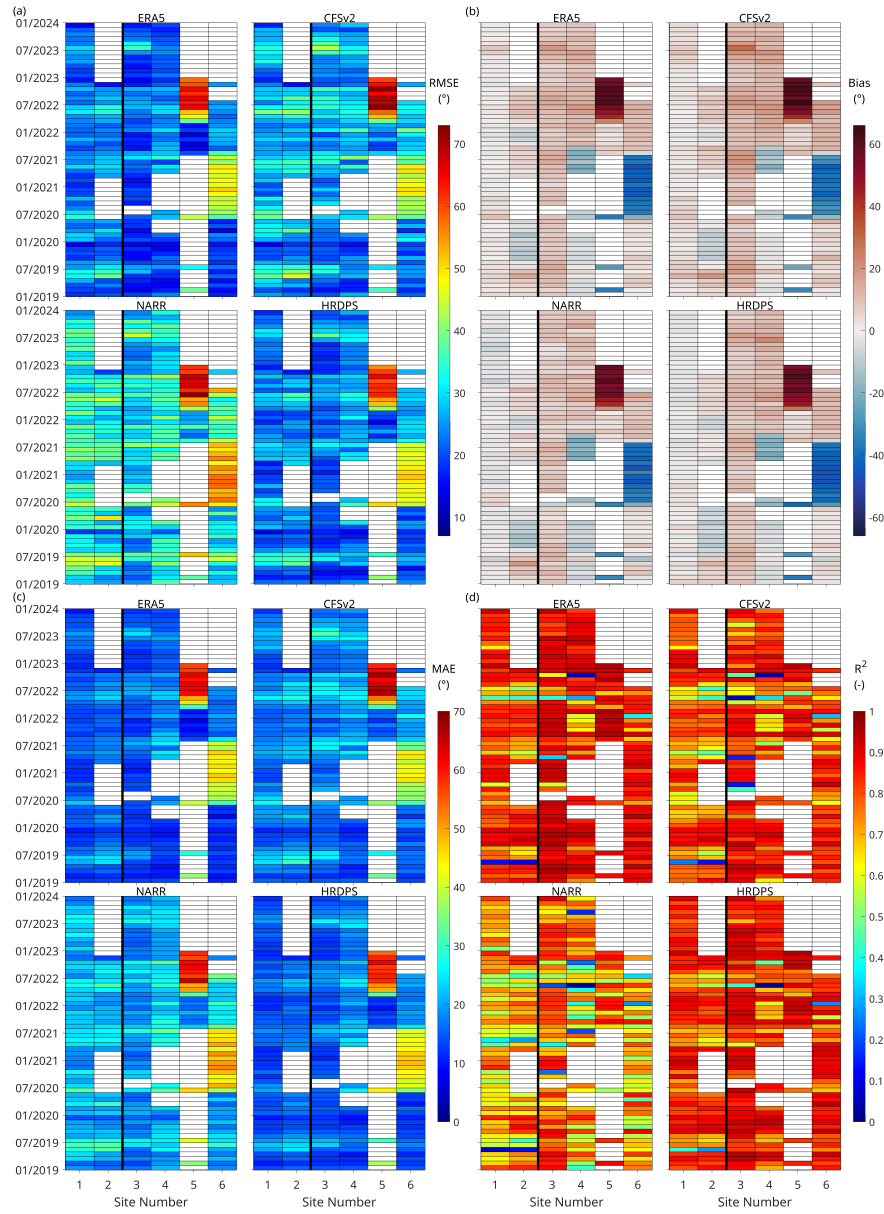 (a)
ERA5
CFSv2
01/2024
07/2023
01/2023
07/2022
01/2022
07/2021
01/2021
07/2020
01/2020
07/2019
01/2019
RMSE
(°)
70
60
50
40
30
20
10
NARR
HRDPS
01/2024
07/2023
01/2023
07/2022
01/2022
07/2021
01/2021
07/2020
01/2020
07/2019
01/2019
(b)
ERA5
CFSv2
Bias
(°)
60
40
20
0
-20
-40
-60
NARR
HRDPS
(c)
ERA5
CFSv2
01/2024
07/2023
01/2023
07/2022
01/2022
07/2021
01/2021
07/2020
01/2020
07/2019
01/2019
MAE
(°)
70
60
50
40
30
20
10
0
NARR
HRDPS
01/2024
07/2023
01/2023
07/2022
01/2022
07/2021
01/2021
07/2020
01/2020
07/2019
01/2019
1 2 3 4 5 6
Site Number
1 2 3 4 5 6
Site Number
(d)
ERA5
CFSv2
R²
(-)
1
0.9
0.8
0.7
0.6
0.5
0.4
0.3
0.2
0.1
0
NARR
HRDPS
1 2 3 4 5 6
Site Number
1 2 3 4 5 6
Site Number